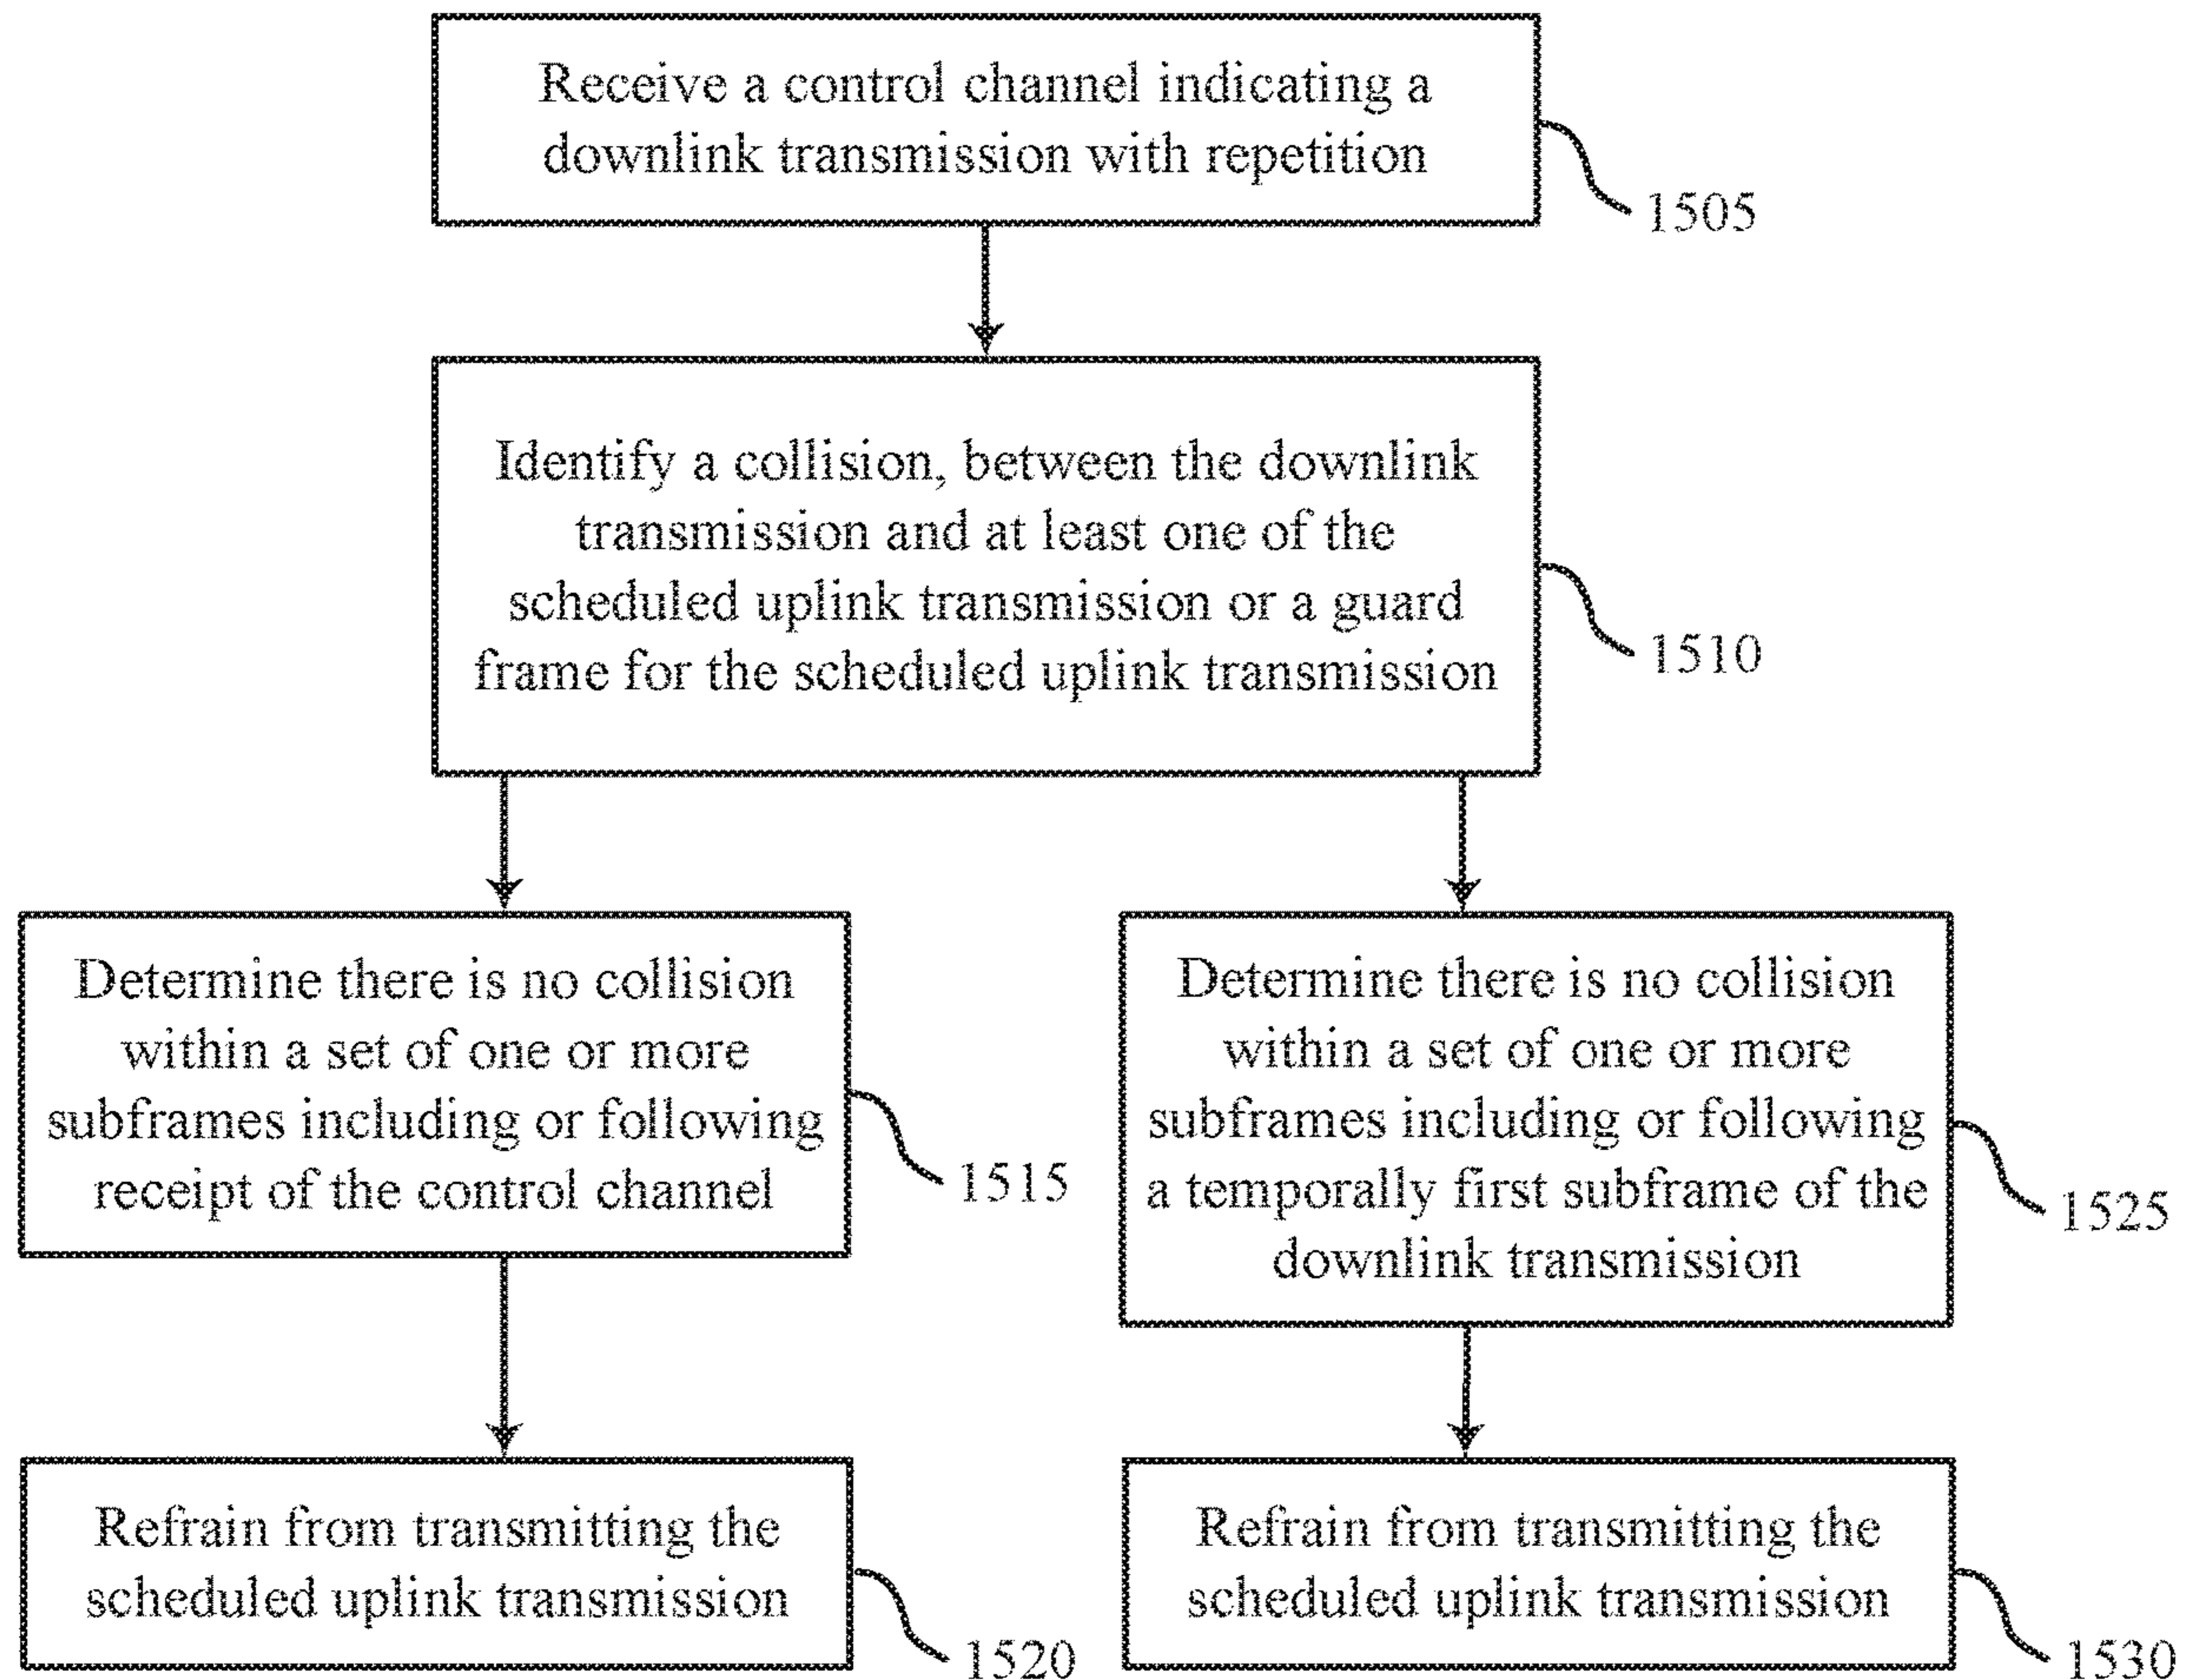 Receive a control channel indicating a
downlink transmission with repetition
1505
Identify a collision, between the downlink
transmission and at least one of the
scheduled uplink transmission or a guard
frame for the scheduled uplink transmission
1510
Determine there is no collision
within a set of one or more
subframes including or following
receipt of the control channel
1515
Determine there is no collision
within a set of one or more
subframes including or following
a temporally first subframe of the
downlink transmission
1525
Refrain from transmitting the
scheduled uplink transmission
1520
Refrain from transmitting the
scheduled uplink transmission
1530